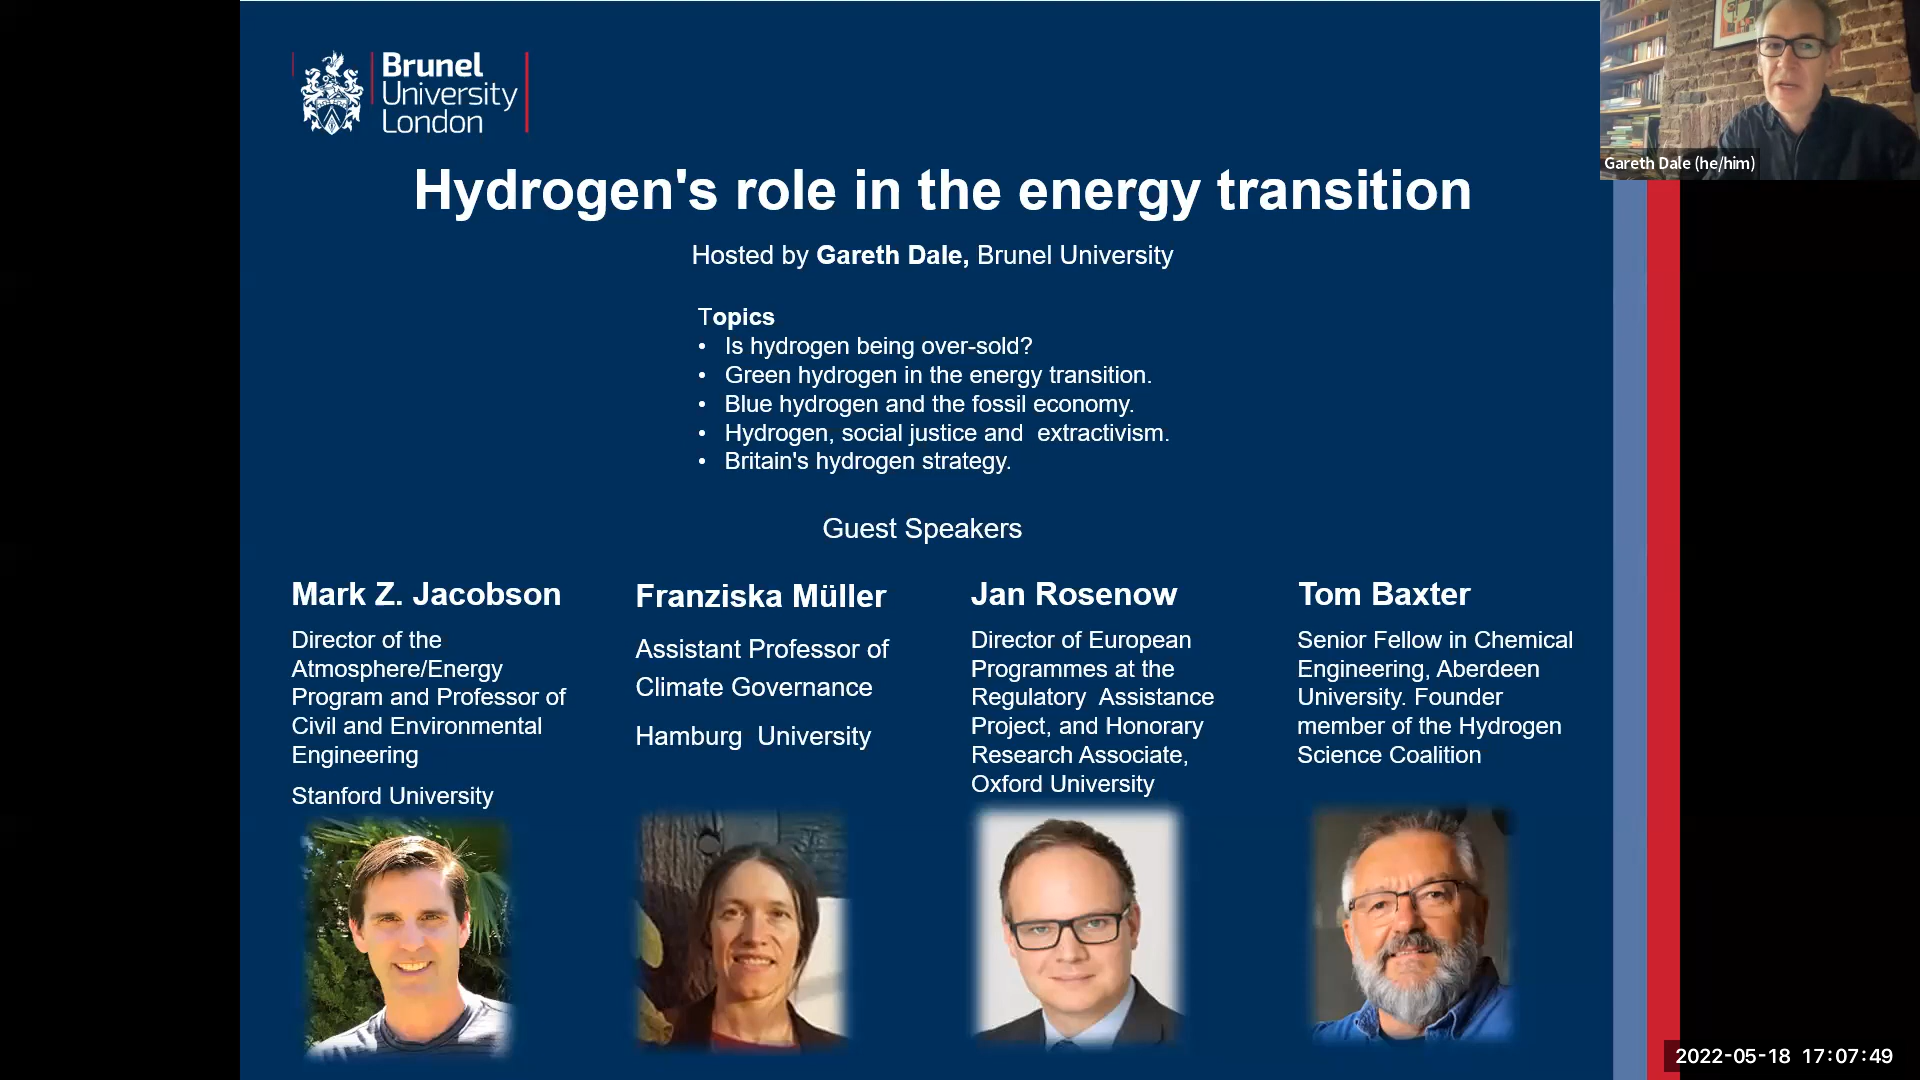 Brunel
University
London
Gareth Dale (he/him)
Hydrogen's role in the energy transition
Hosted by Gareth Dale, Brunel University
Topics
• Is hydrogen being over-sold?
• Green hydrogen in the energy transition.
• Blue hydrogen and the fossil economy.
• Hydrogen, social justice and  extractivism.
• Britain's hydrogen strategy.
Guest Speakers
Mark Z. Jacobson
Director of the
Atmosphere/Energy
Program and Professor of
Civil and Environmental
Engineering
Stanford University
Franziska Müller
Assistant Professor of
Climate Governance
Hamburg  University
Jan Rosenow
Director of European
Programmes at the
Regulatory  Assistance
Project, and Honorary
Research Associate,
Oxford University
Tom Baxter
Senior Fellow in Chemical
Engineering, Aberdeen
University. Founder
member of the Hydrogen
Science Coalition
2022-05-18 17:07:49